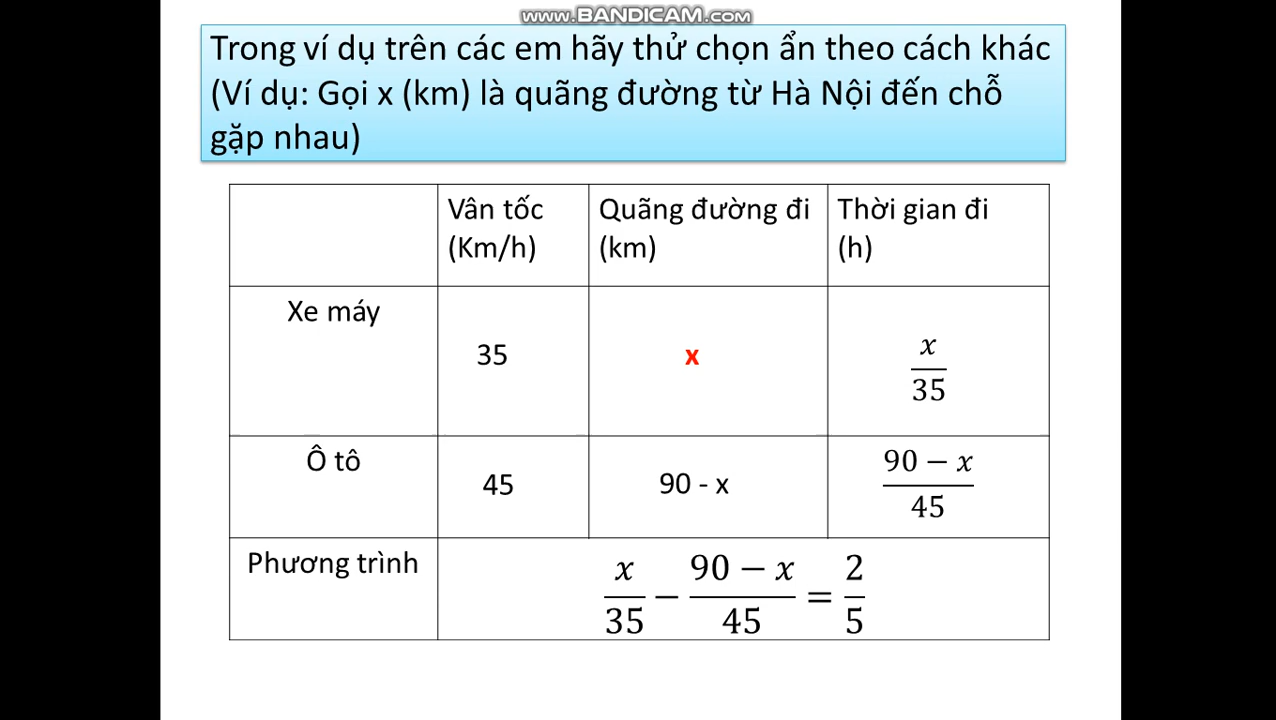 www.BANDICAM.com
Trong ví dụ trên các em hãy thử chọn ẩn theo cách khác
(Ví dụ: Gọi x (km) là quãng đường từ Hà Nội đến chỗ
gặp nhau)
Vân tốc
(Km/h)
Quãng đường đi
(km)
Thời gian đi
(h)
Xe máy
35
x
x/35
Ô tô
45
90 - x
(90 − x)/45
Phương trình
x/35 − (90 − x)/45 = 2/5